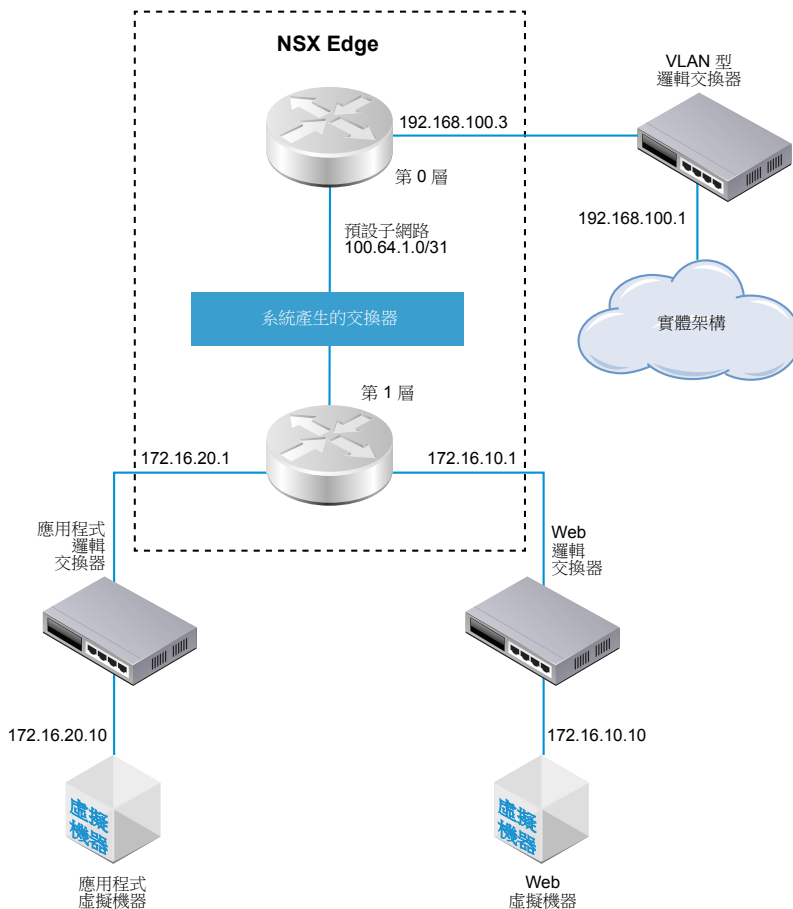 NSX Edge
VLAN 型
邏輯交換器
192.168.100.3
第 0 層
192.168.100.1
預設子網路
100.64.1.0/31
系統產生的交換器
實體架構
第 1 層
172.16.20.1
172.16.10.1
應用程式
邏輯
交換器
Web
邏輯
交換器
172.16.20.10
172.16.10.10
虛擬
機器
虛擬
機器
應用程式
虛擬機器
Web
虛擬機器